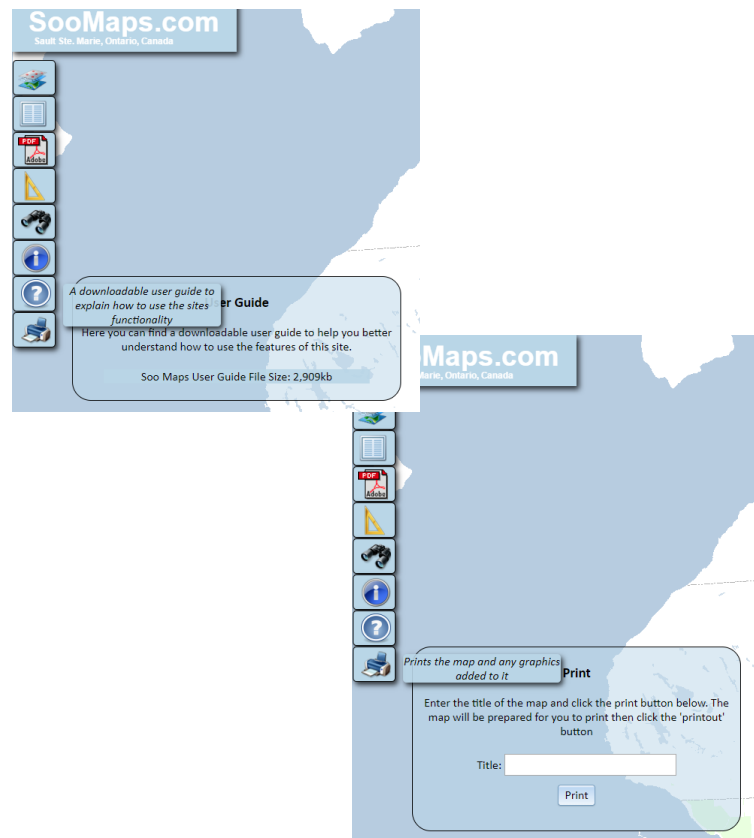 SooMaps.com
Sault Ste. Marie, Ontario, Canada
PDF
Adobe
A downloadable user guide to
explain how to use the sites
functionality
er Guide
Here you can find a downloadable user guide to help you better
understand how to use the features of this site.
Soo Maps User Guide File Size: 2,909kb
Maps.com
Marie, Ontario, Canada
PDF
Adobe
Prints the map and any graphics
added to it
Print
Enter the title of the map and click the print button below. The
map will be prepared for you to print then click the 'printout'
button
Title:
Print